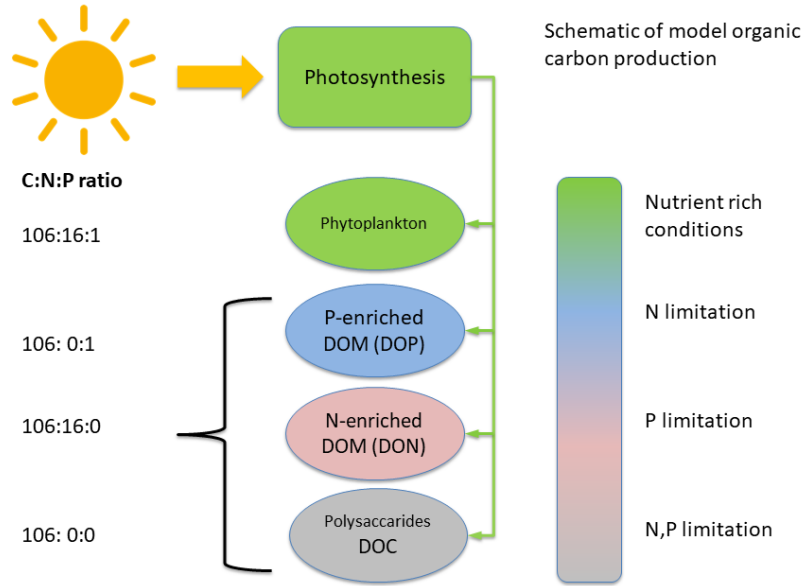 Schematic of model organic
carbon production
Photosynthesis
C:N:P ratio
106:16:1
Phytoplankton
Nutrient rich
conditions
106: 0:1
P-enriched
DOM (DOP)
N limitation
106:16:0
N-enriched
DOM (DON)
P limitation
106: 0:0
Polysaccarides
DOC
N,P limitation